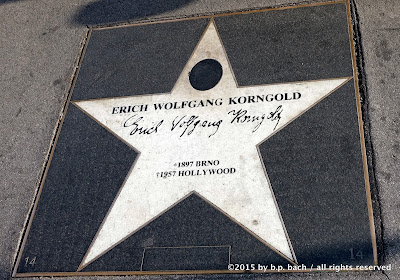 ERICH WOLFGANG KORNGOLD
Erich Wolfgang Korngold
*1897 BRNO
†1957 HOLLYWOOD
14
14
©2015 by b.p. bach / all rights reserved